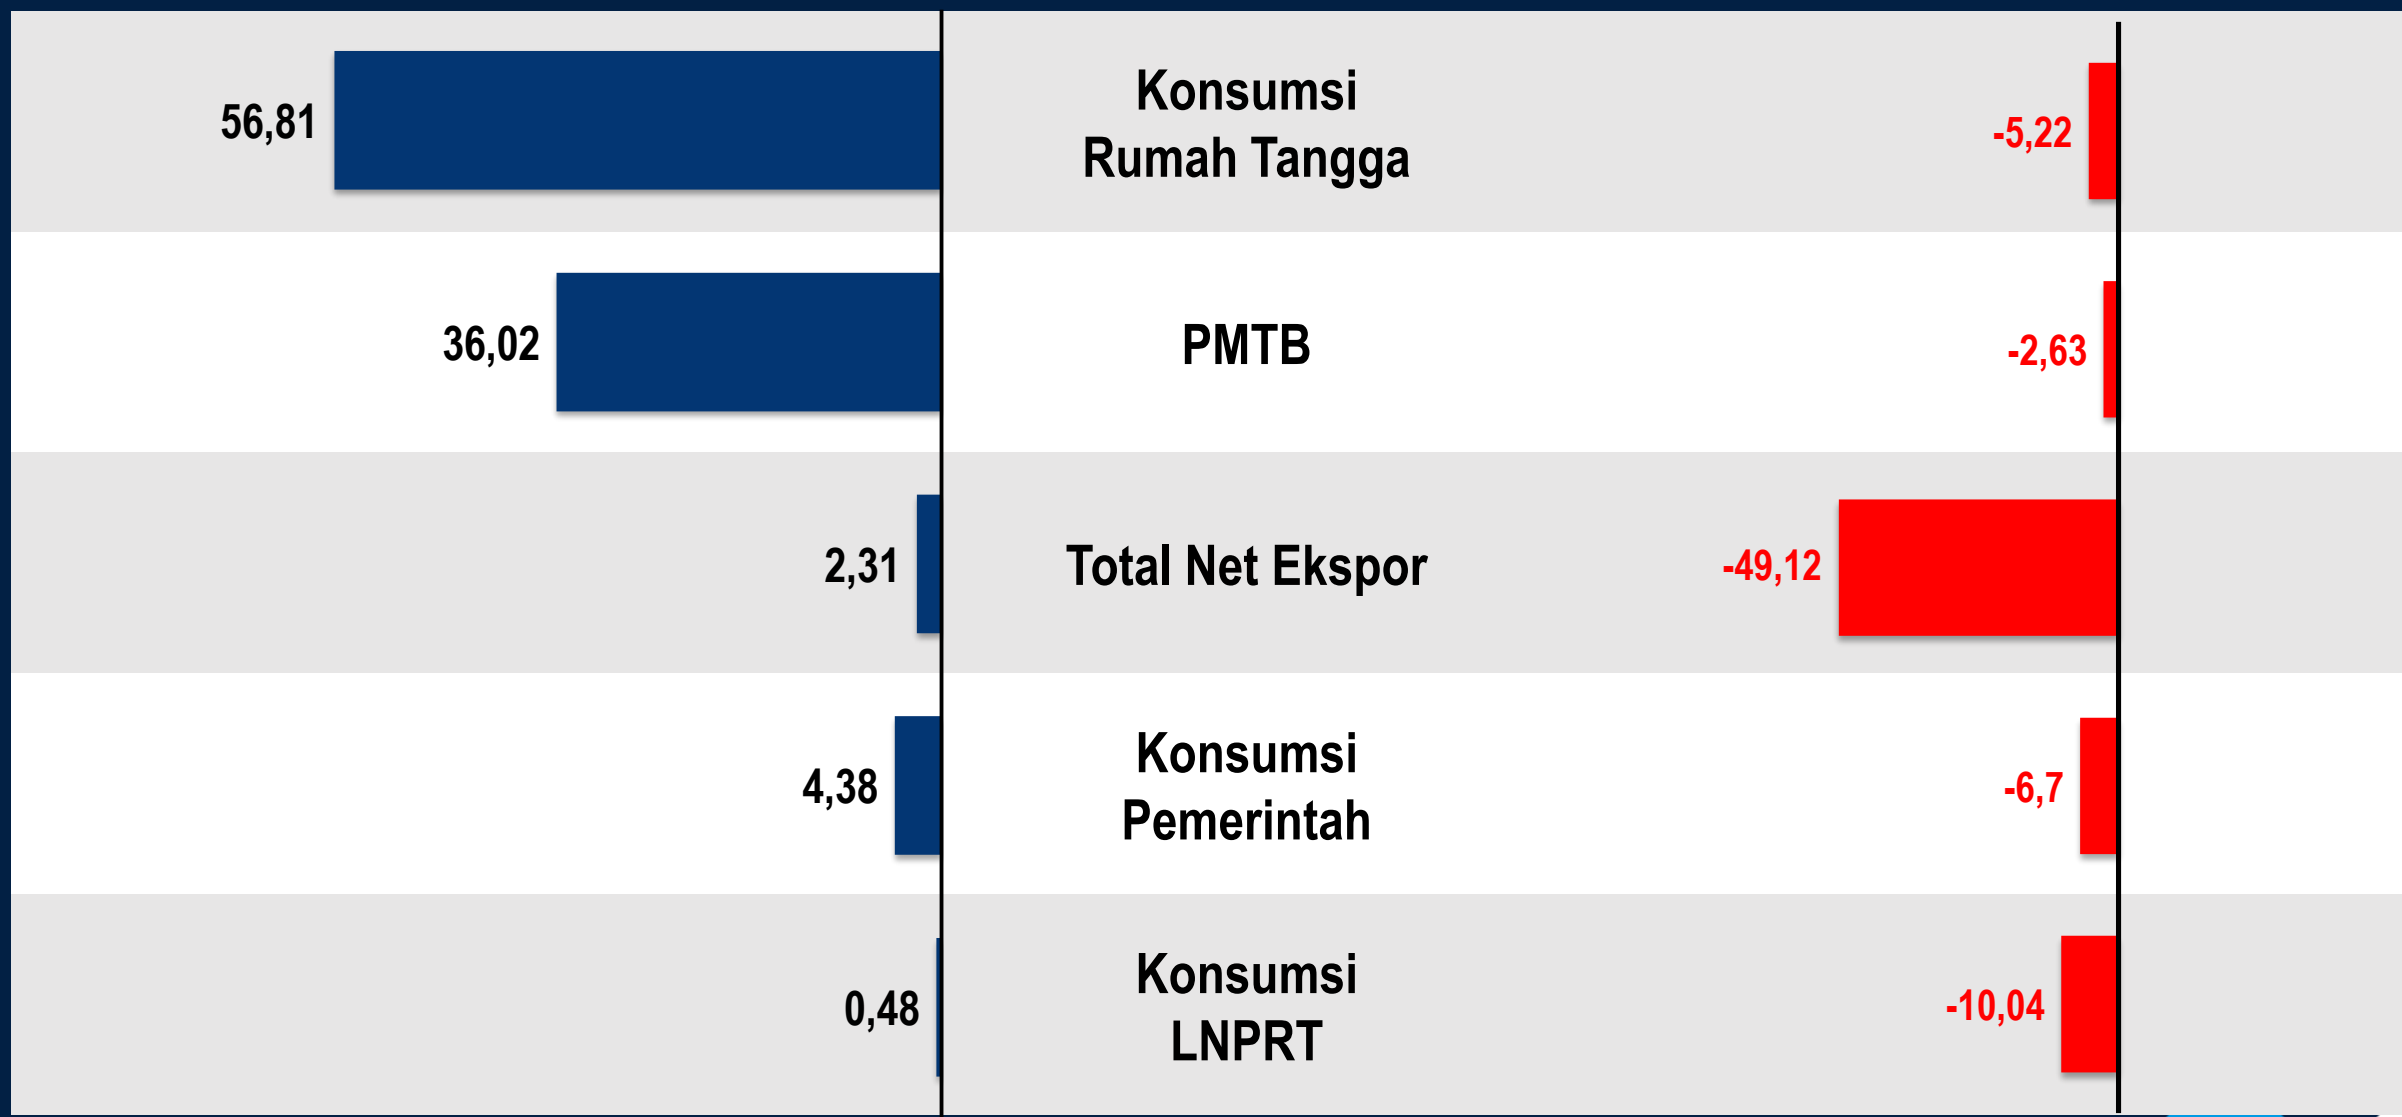 56,81
Konsumsi
Rumah Tangga
-5,22
36,02
PMTB
-2,63
2,31
Total Net Ekspor
-49,12
4,38
Konsumsi
Pemerintah
-6,7
0,48
Konsumsi
LNPRT
-10,04